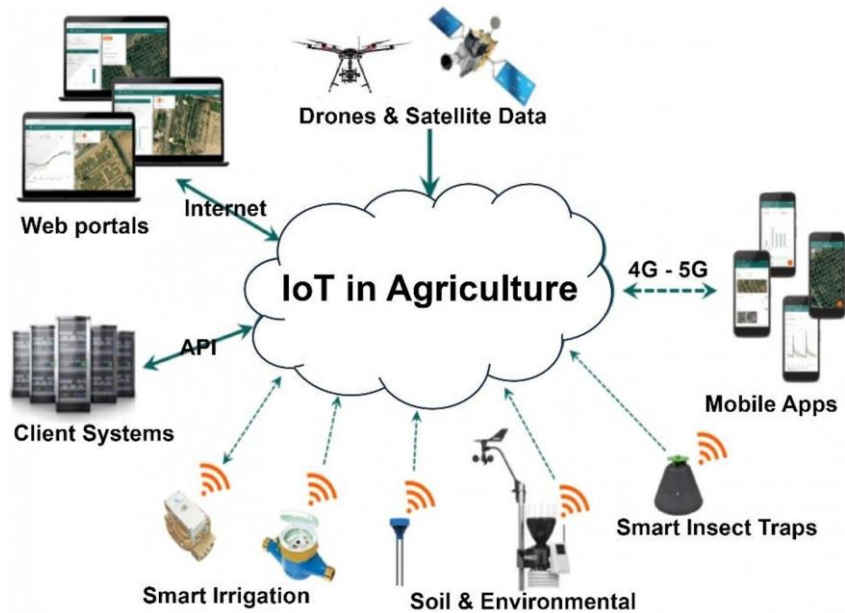 Drones & Satellite Data
Web portals
Internet
IoT in Agriculture
4G - 5G
Mobile Apps
API
Client Systems
Smart Irrigation
Soil & Environmental
Smart Insect Traps